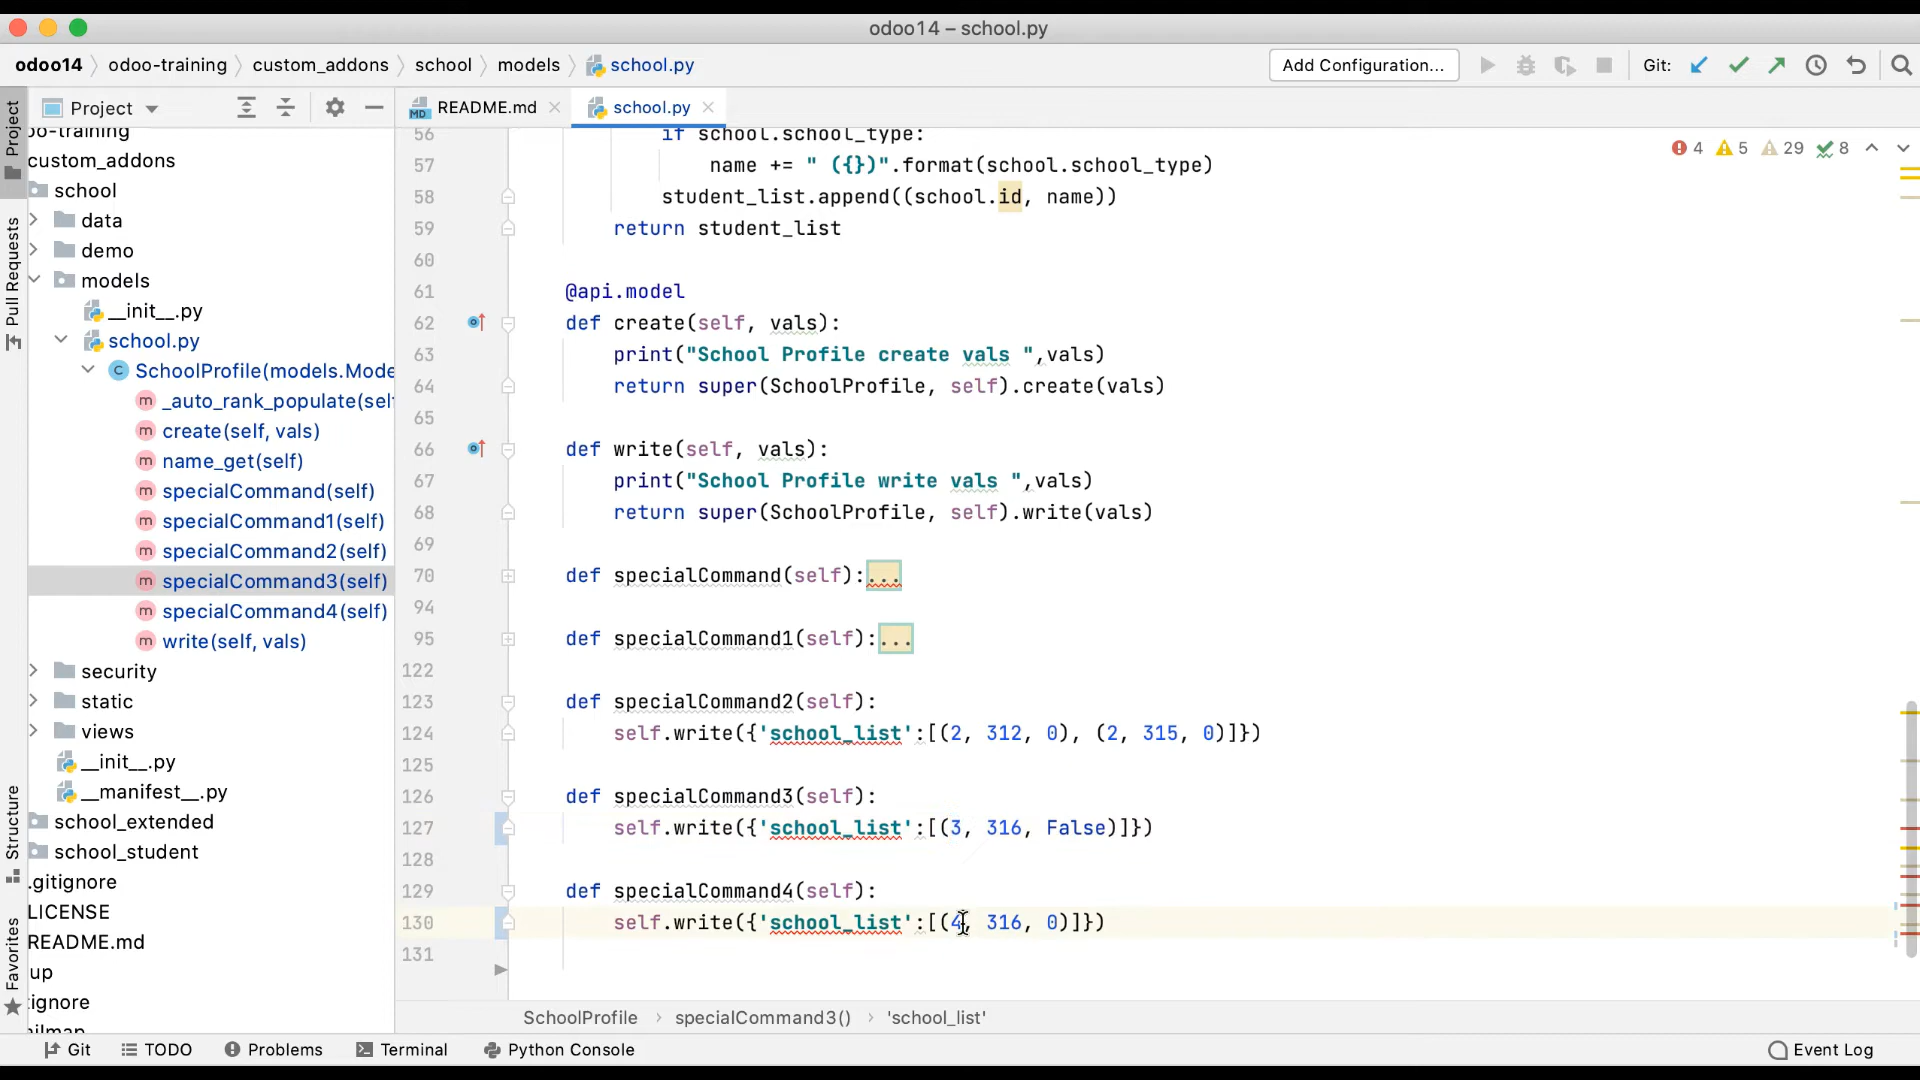 odoo14 – school.py
odoo14 〉 odoo-training 〉 custom_addons 〉 school 〉 models 〉 school.py
Add Configuration...
Git:
Project
README.md
school.py
4 5 29 8
Project
Pull Requests
Structure
Favorites
oo-training
custom_addons
school
data
demo
models
__init__.py
school.py
SchoolProfile(models.Mode
_auto_rank_populate(self
create(self, vals)
name_get(self)
specialCommand(self)
specialCommand1(self)
specialCommand2(self)
specialCommand3(self)
specialCommand4(self)
write(self, vals)
security
static
views
__init__.py
__manifest__.py
school_extended
school_student
.gitignore
LICENSE
README.md
up
tignore
56 if school.school_type:
57 name += " ({})".format(school.school_type)
58 student_list.append((school.id, name))
59 return student_list
60
61 @api.model
62 def create(self, vals):
63 print("School Profile create vals ",vals)
64 return super(SchoolProfile, self).create(vals)
65
66 def write(self, vals):
67 print("School Profile write vals ",vals)
68 return super(SchoolProfile, self).write(vals)
69
70 def specialCommand(self):...
94
95 def specialCommand1(self):...
122
123 def specialCommand2(self):
124 self.write({'school_list':[(2, 312, 0), (2, 315, 0)]})
125
126 def specialCommand3(self):
127 self.write({'school_list':[(3, 316, False)]})
128
129 def specialCommand4(self):
130 self.write({'school_list':[(4, 316, 0)]})
131
SchoolProfile › specialCommand3() › 'school_list'
Git
TODO
Problems
Terminal
Python Console
Event Log